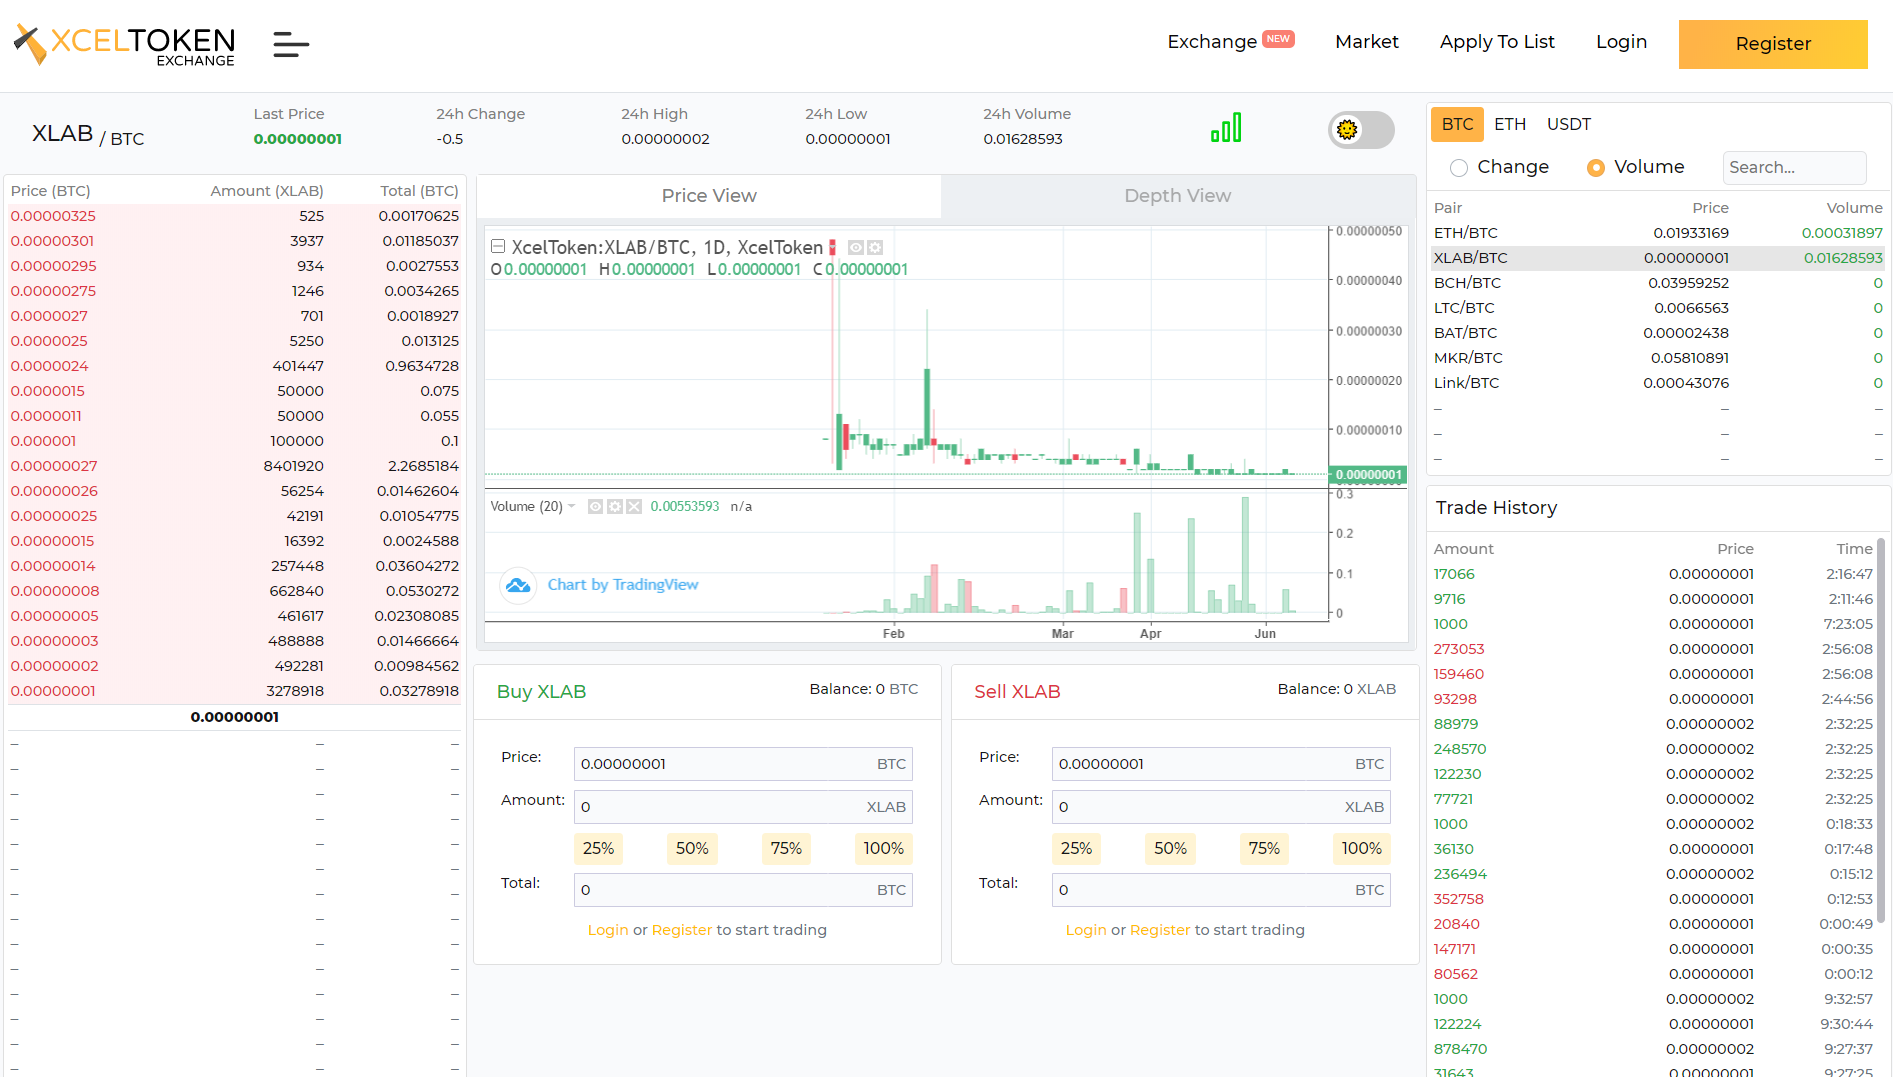 XCELTOKEN
EXCHANGE
Exchange NEW Market Apply To List Login Register
XLAB / BTC
Last Price 24h Change 24h High 24h Low 24h Volume
0.00000001 -0.5 0.00000002 0.00000001 0.01628593
Price (BTC) Amount (XLAB) Total (BTC)
0.00000325 525 0.00170625
0.00000301 3937 0.01185037
0.00000295 934 0.0027553
0.00000275 1246 0.0034265
0.0000027 701 0.0018927
0.0000025 5250 0.013125
0.0000024 401447 0.9634728
0.0000015 50000 0.075
0.0000011 50000 0.055
0.000001 100000 0.1
0.00000027 8401920 2.2685184
0.00000026 56254 0.01462604
0.00000025 42191 0.01054775
0.00000015 16392 0.0024588
0.00000014 257448 0.03604272
0.00000008 662840 0.0530272
0.00000005 461617 0.02308085
0.00000003 488888 0.01466664
0.00000002 492281 0.00984562
0.00000001 3278918 0.03278918
0.00000001
– – –
– – –
– – –
– – –
– – –
– – –
– – –
– – –
– – –
– – –
– – –
– – –
– – –
– – –
Price View Depth View
XcelToken:XLAB/BTC, 1D, XcelToken
O0.00000001 H0.00000001 L0.00000001 C0.00000001
0.00000050
0.00000040
0.00000030
0.00000020
0.00000010
0.00000001
Volume (20) 0.00553593 n/a
0.3
0.2
0.1
0
Chart by TradingView
Feb Mar Apr Jun
Buy XLAB Balance: 0 BTC
Price: 0.00000001 BTC
Amount: 0 XLAB
25% 50% 75% 100%
Total: 0 BTC
Login or Register to start trading
Sell XLAB Balance: 0 XLAB
Price: 0.00000001 BTC
Amount: 0 XLAB
25% 50% 75% 100%
Total: 0 BTC
Login or Register to start trading
BTC ETH USDT
Change Volume Search...
Pair Price Volume
ETH/BTC 0.01933169 0.00031897
XLAB/BTC 0.00000001 0.01628593
BCH/BTC 0.03959252 0
LTC/BTC 0.0066563 0
BAT/BTC 0.00002438 0
MKR/BTC 0.05810891 0
Link/BTC 0.00043076 0
– – –
– – –
– – –
Trade History
Amount Price Time
17066 0.00000001 2:16:47
9716 0.00000001 2:11:46
1000 0.00000001 7:23:05
273053 0.00000001 2:56:08
159460 0.00000001 2:56:08
93298 0.00000001 2:44:56
88979 0.00000002 2:32:25
248570 0.00000002 2:32:25
122230 0.00000002 2:32:25
77721 0.00000002 2:32:25
1000 0.00000002 0:18:33
36130 0.00000001 0:17:48
236494 0.00000002 0:15:12
352758 0.00000001 0:12:53
20840 0.00000001 0:00:49
147171 0.00000001 0:00:35
80562 0.00000001 0:00:12
1000 0.00000002 9:32:57
122224 0.00000001 9:30:44
878470 0.00000002 9:27:37
31643 0.00000001 9:27:25